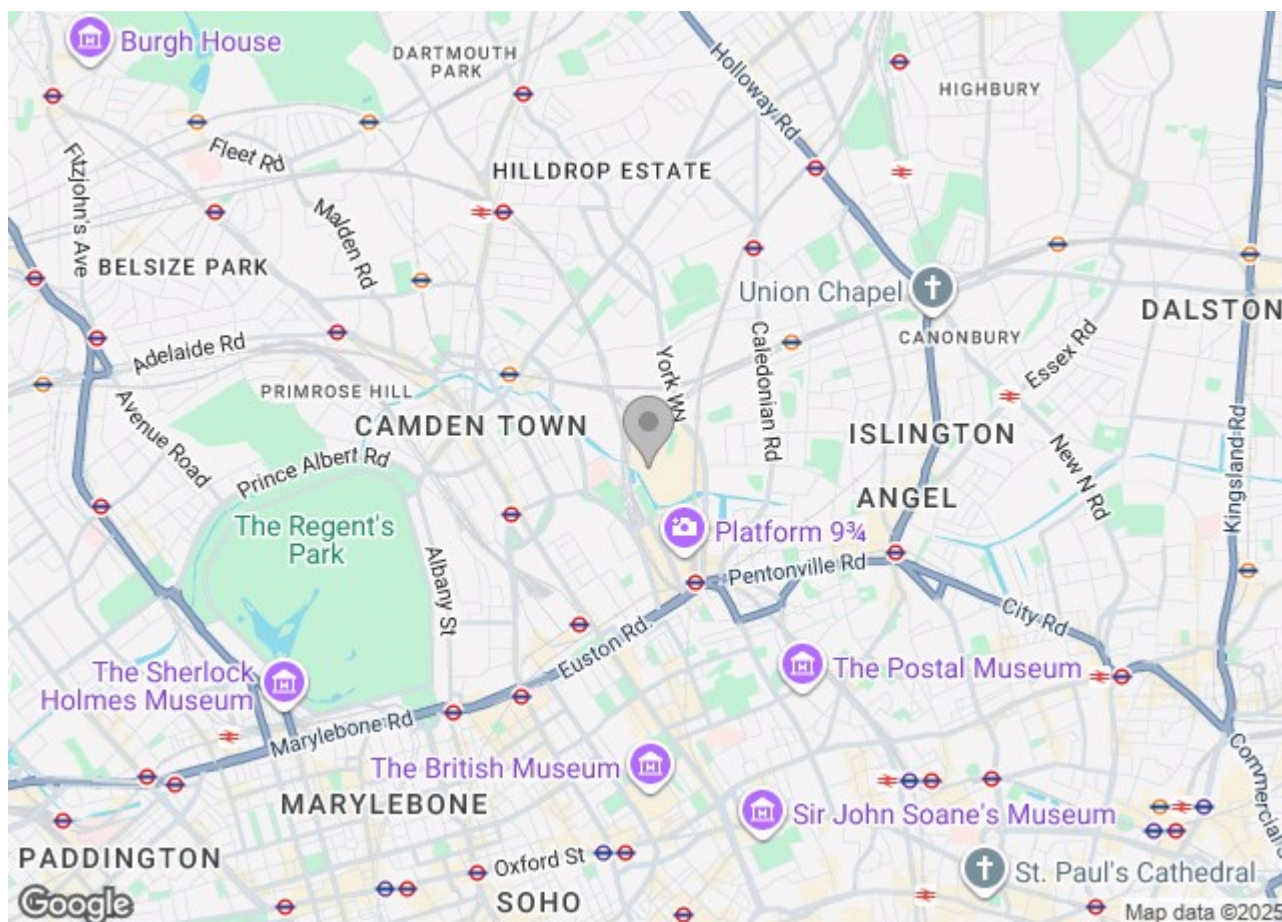 Burgh House
DARTMOUTH
PARK
Holloway Rd
HIGHBURY
Fleet Rd
Fitzjohn's Ave
HILLDROP ESTATE
Malden Rd
BELSIZE PARK
Union Chapel
DALSTON
CANONBURY
Adelaide Rd
York Wy
Caledonian Rd
Essex Rd
PRIMROSE HILL
Avenue Road
CAMDEN TOWN
ISLINGTON
New N Rd
Kingsland Rd
Prince Albert Rd
ANGEL
The Regent's
Park
Platform 9¾
Albany St
Pentonville Rd
City Rd
Euston Rd
The Sherlock
Holmes Museum
The Postal Museum
Marylebone Rd
The British Museum
Commercial
MARYLEBONE
Sir John Soane's Museum
PADDINGTON
Oxford St
St. Paul's Cathedral
SOHO
Google
Map data ©2025